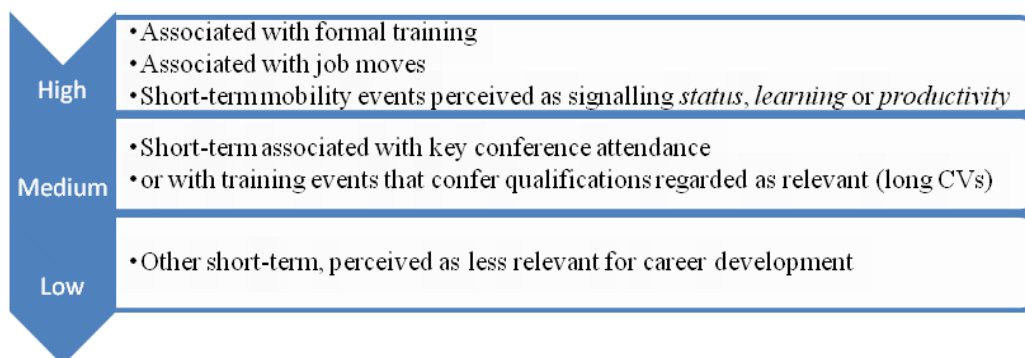 High
•Associated with formal training
•Associated with job moves
•Short-term mobility events perceived as signalling status, learning or productivity
Medium
•Short-term associated with key conference attendance
•or with training events that confer qualifications regarded as relevant (long CVs)
Low
•Other short-term, perceived as less relevant for career development